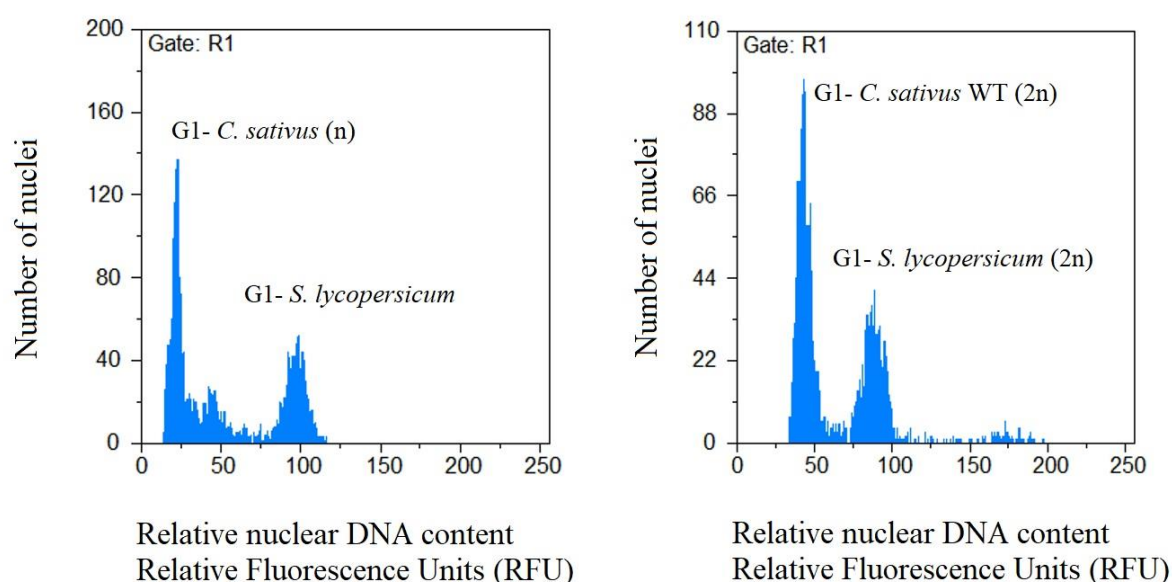 200
160
120
80
40
0
Gate: R1
G1- C. sativus (n)
G1- S. lycopersicum
0
50
100
150
200
250
Number of nuclei
Relative nuclear DNA content
Relative Fluorescence Units (RFU)
110
88
66
44
22
0
Gate: R1
G1- C. sativus WT (2n)
G1- S. lycopersicum (2n)
0
50
100
150
200
250
Number of nuclei
Relative nuclear DNA content
Relative Fluorescence Units (RFU)